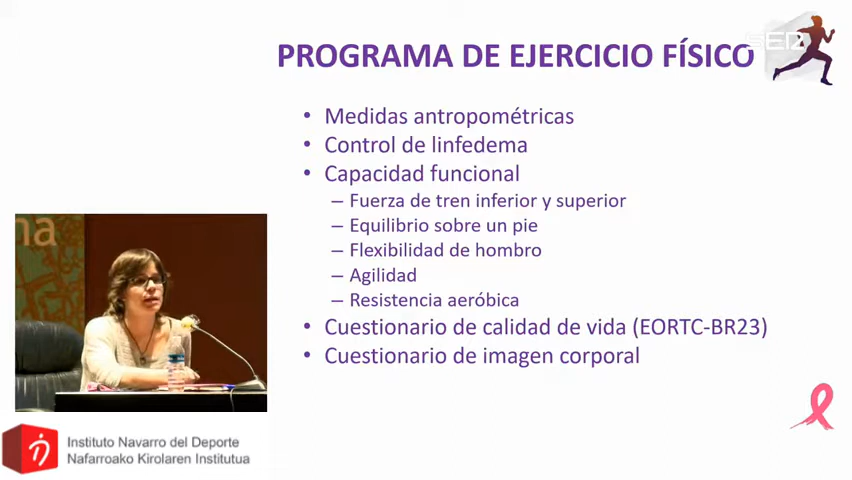 SER
PROGRAMA DE EJERCICIO FÍSICO
• Medidas antropométricas
• Control de linfedema
• Capacidad funcional
– Fuerza de tren inferior y superior
– Equilibrio sobre un pie
– Flexibilidad de hombro
– Agilidad
– Resistencia aeróbica
• Cuestionario de calidad de vida (EORTC-BR23)
• Cuestionario de imagen corporal
na
Instituto Navarro del Deporte
Nafarroako Kirolaren Institutua